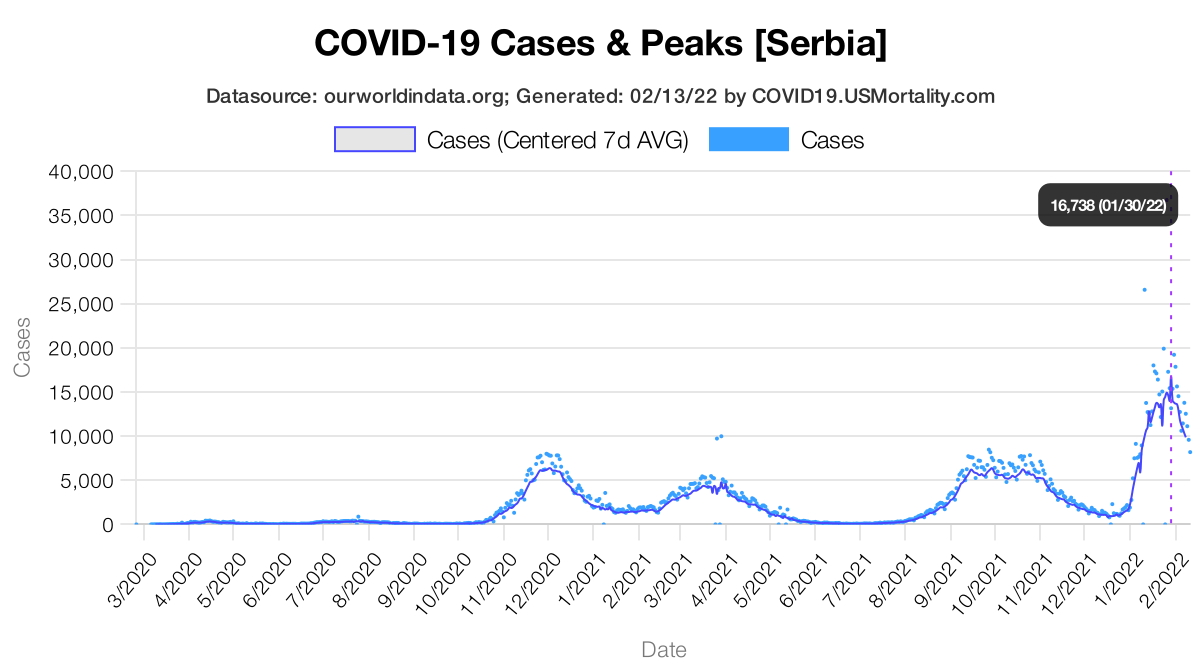 COVID-19 Cases & Peaks [Serbia]
Datasource: ourworldindata.org; Generated: 02/13/22 by COVID19.USMortality.com
Cases (Centered 7d AVG) Cases
40,000
16,738 (01/30/22)
35,000
30,000
25,000
20,000
15,000
10,000
5,000
0
Cases
3/2020 4/2020 5/2020 6/2020 7/2020 8/2020 9/2020 10/2020 11/2020 12/2020 1/2021 2/2021 3/2021 4/2021 5/2021 6/2021 7/2021 8/2021 9/2021 10/2021 11/2021 12/2021 1/2022 2/2022
Date